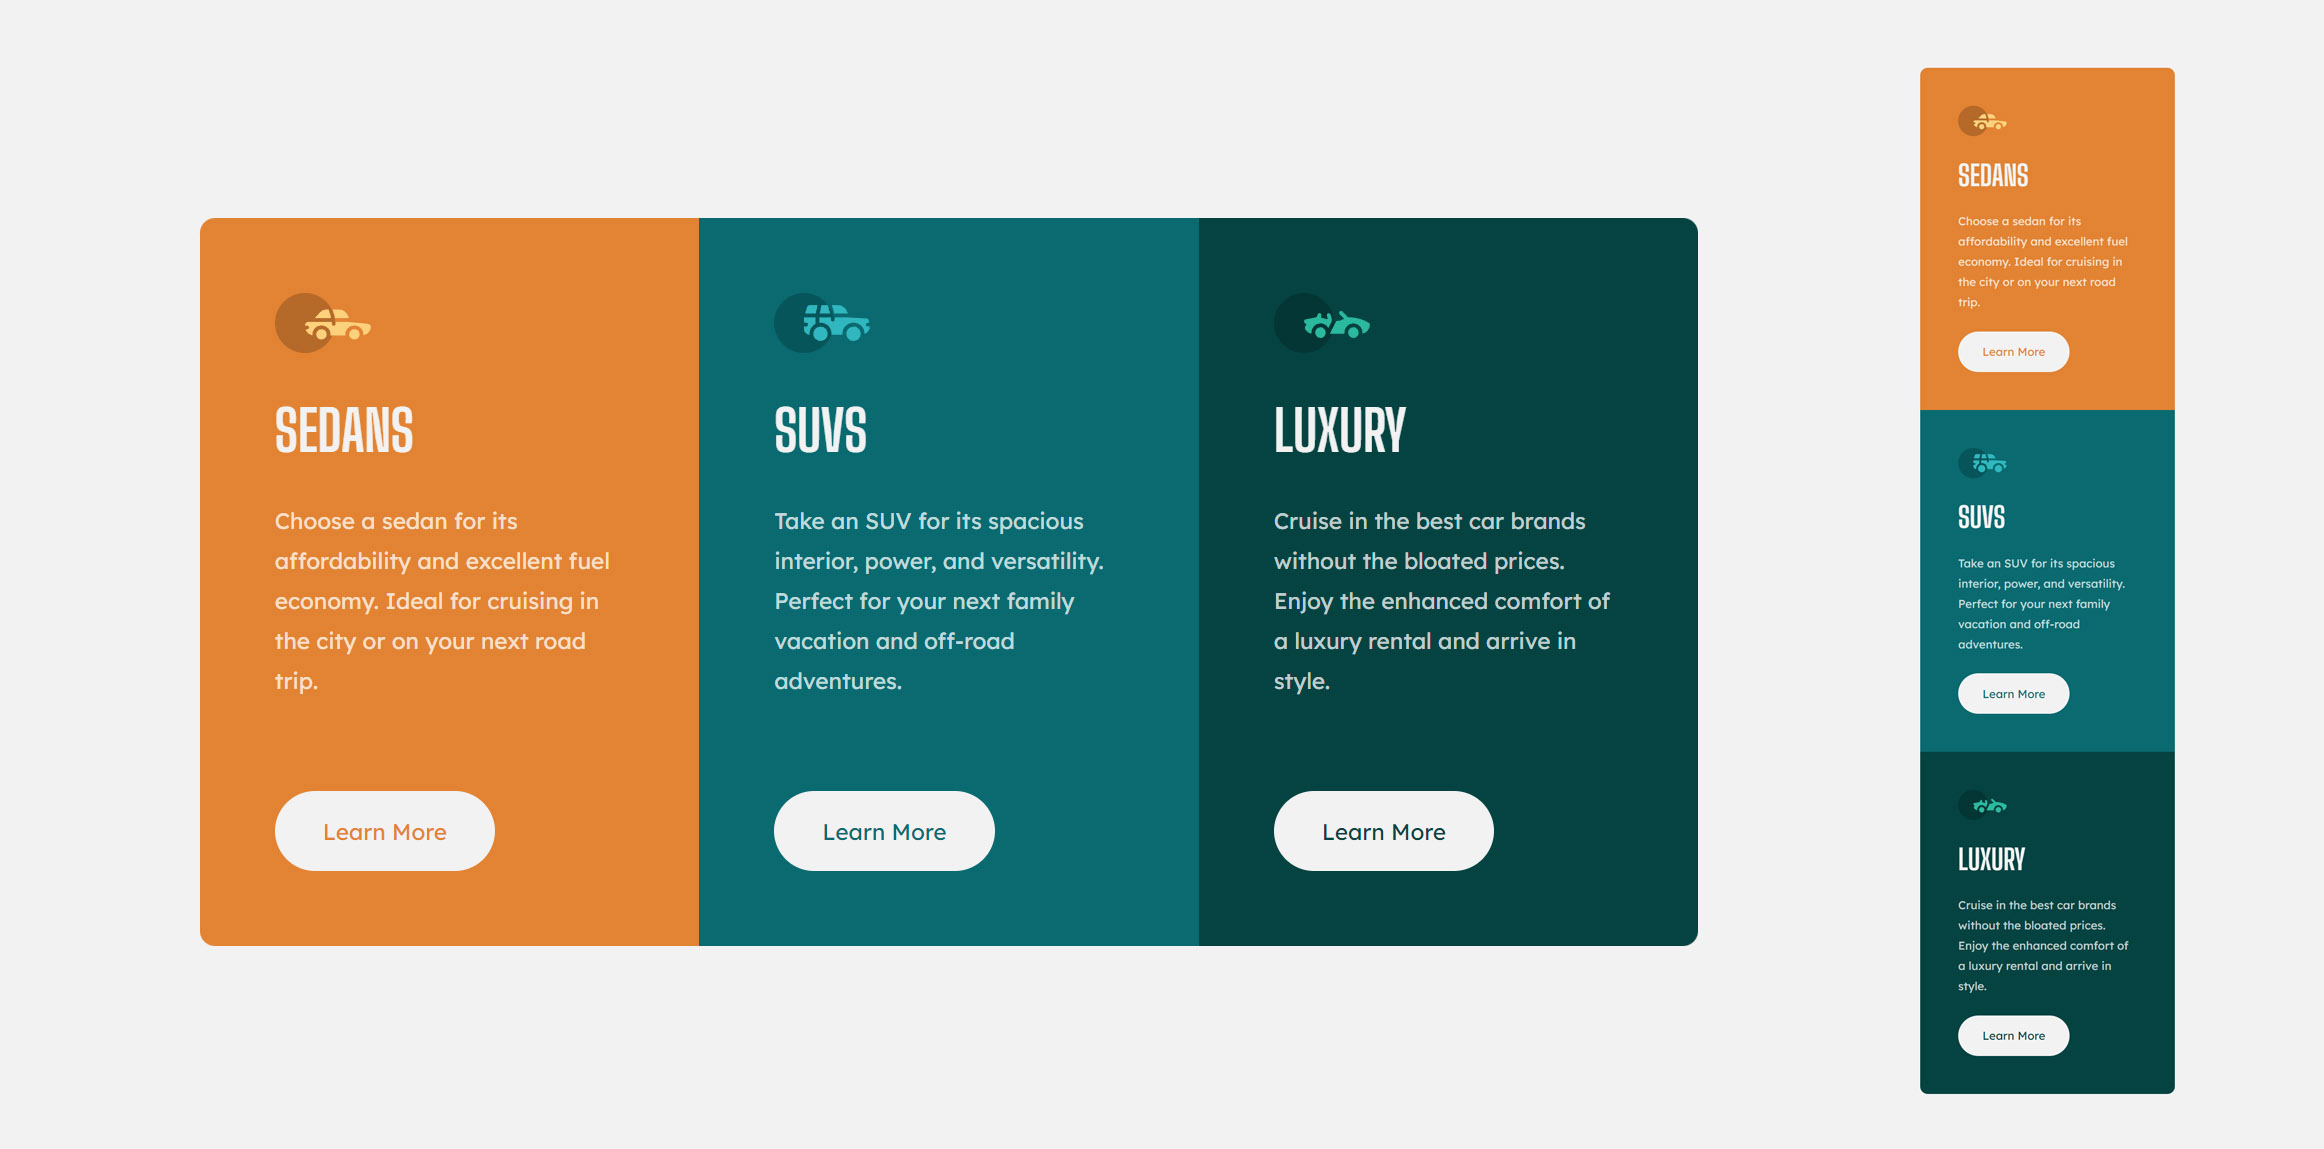 SEDANS
Choose a sedan for its
affordability and excellent fuel
economy. Ideal for cruising in
the city or on your next road
trip.
Learn More
SUVS
Take an SUV for its spacious
interior, power, and versatility.
Perfect for your next family
vacation and off-road
adventures.
Learn More
LUXURY
Cruise in the best car brands
without the bloated prices.
Enjoy the enhanced comfort of
a luxury rental and arrive in
style.
Learn More
SEDANS
Choose a sedan for its
affordability and excellent fuel
economy. Ideal for cruising in
the city or on your next road
trip.
Learn More
SUVS
Take an SUV for its spacious
interior, power, and versatility.
Perfect for your next family
vacation and off-road
adventures.
Learn More
LUXURY
Cruise in the best car brands
without the bloated prices.
Enjoy the enhanced comfort of
a luxury rental and arrive in
style.
Learn More